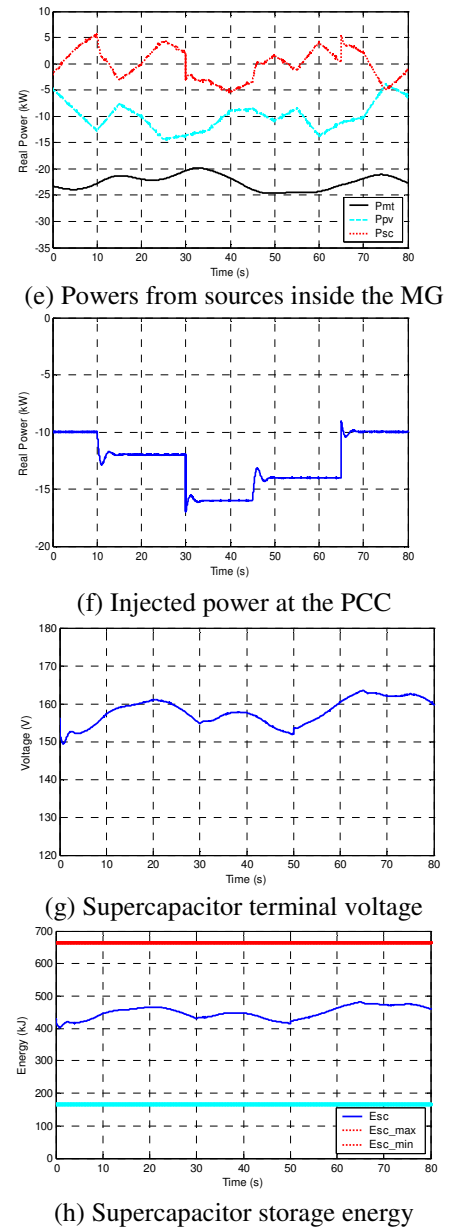 10
5
0
-5
-10
-15
-20
-25
-30
-35
Real Power (kW)
Pmt
Ppv
Psc
0 10 20 30 40 50 60 70 80
Time (s)
(e) Powers from sources inside the MG
0
-5
-10
-15
-20
Real Power (kW)
0 10 20 30 40 50 60 70 80
Time (s)
(f) Injected power at the PCC
180
170
160
150
140
130
120
Voltage (V)
0 10 20 30 40 50 60 70 80
Time (s)
(g) Supercapacitor terminal voltage
700
600
500
400
300
200
100
0
Energy (kJ)
Esc
Esc_max
Esc_min
0 10 20 30 40 50 60 70 80
Time (s)
(h) Supercapacitor storage energy